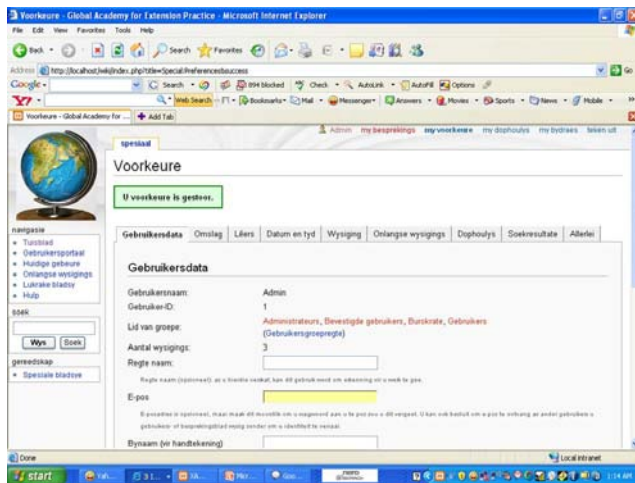 Voorkeure - Global Academy for Extension Practice - Microsoft Internet Explorer
File Edit View Favorites Tools Help
Back Search Favorites
Address http://localhost/wiki/index.php?title=Special:Preferences&success Go
Google Search 894 blocked Check AutoLink AutoFill Options
Y7 Web Search Bookmarks Mail Messenger Answers Movies Sports News Mobile
Voorkeure - Global Academy for ... Add Tab
Admin my besprekings my voorkeure my dophoulys my bydraes teken uit
spesiaal
Voorkeure
U voorkeure is gestoor.
Gebruikersdata Omslag Lêers Datum en tyd Wysiging Onlangse wysigings Dophoulys Soekresultate Allerlei
Gebruikersdata
Gebruikersnaam: Admin
Gebruiker-ID: 1
Lid van groepe: Administrateurs, Bevestigde gebruikers, Burokrate, Gebruikers
(Gebruikersgroepregte)
Aantal wysigings: 3
Regte naam:
E-pos
Bynaam (vir handtekening)
navigasie
Tuisblad
Gebruikersportaal
Huidige gebeure
Onlangse wysigings
Lukrake bladsy
Hulp
soek
Wys Soek
gereedskap
Spesiale bladsye
Done Local intranet
start 1:14 AM